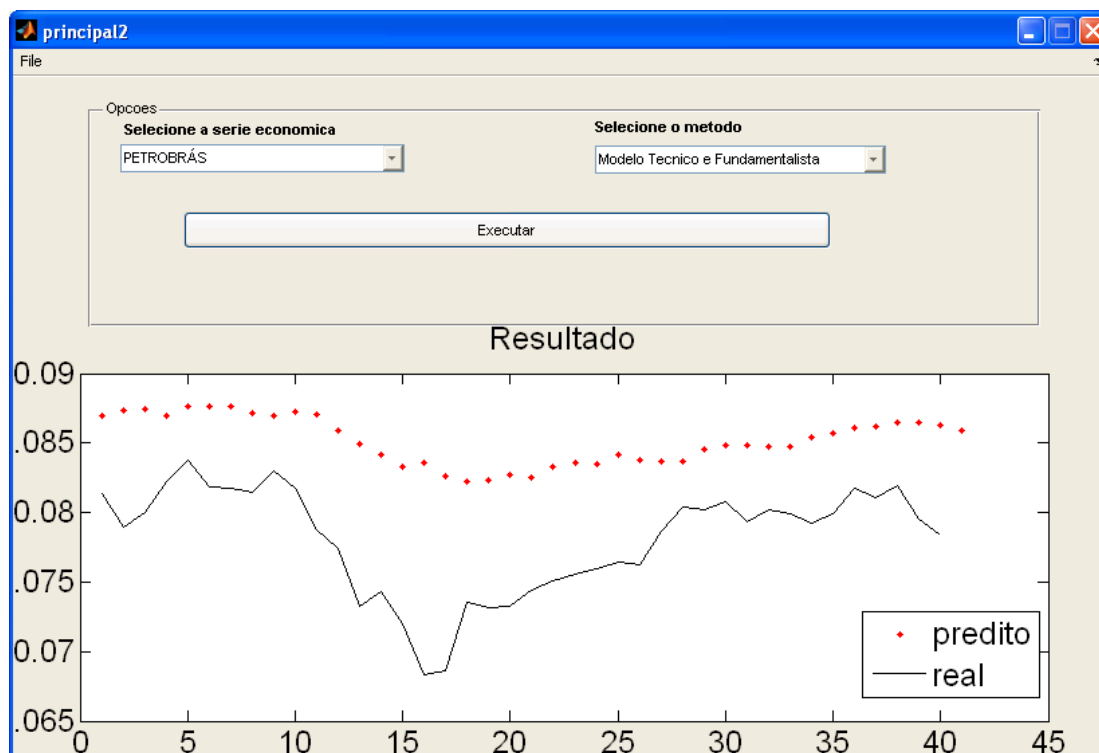 principal2
File
Opcoes
Selecione a serie economica
Selecione o metodo
PETROBRÁS
Modelo Tecnico e Fundamentalista
Executar
Resultado
0.09
0.085
0.08
.075
0.07
.065
0 5 10 15 20 25 30 35 40 45
predito
real